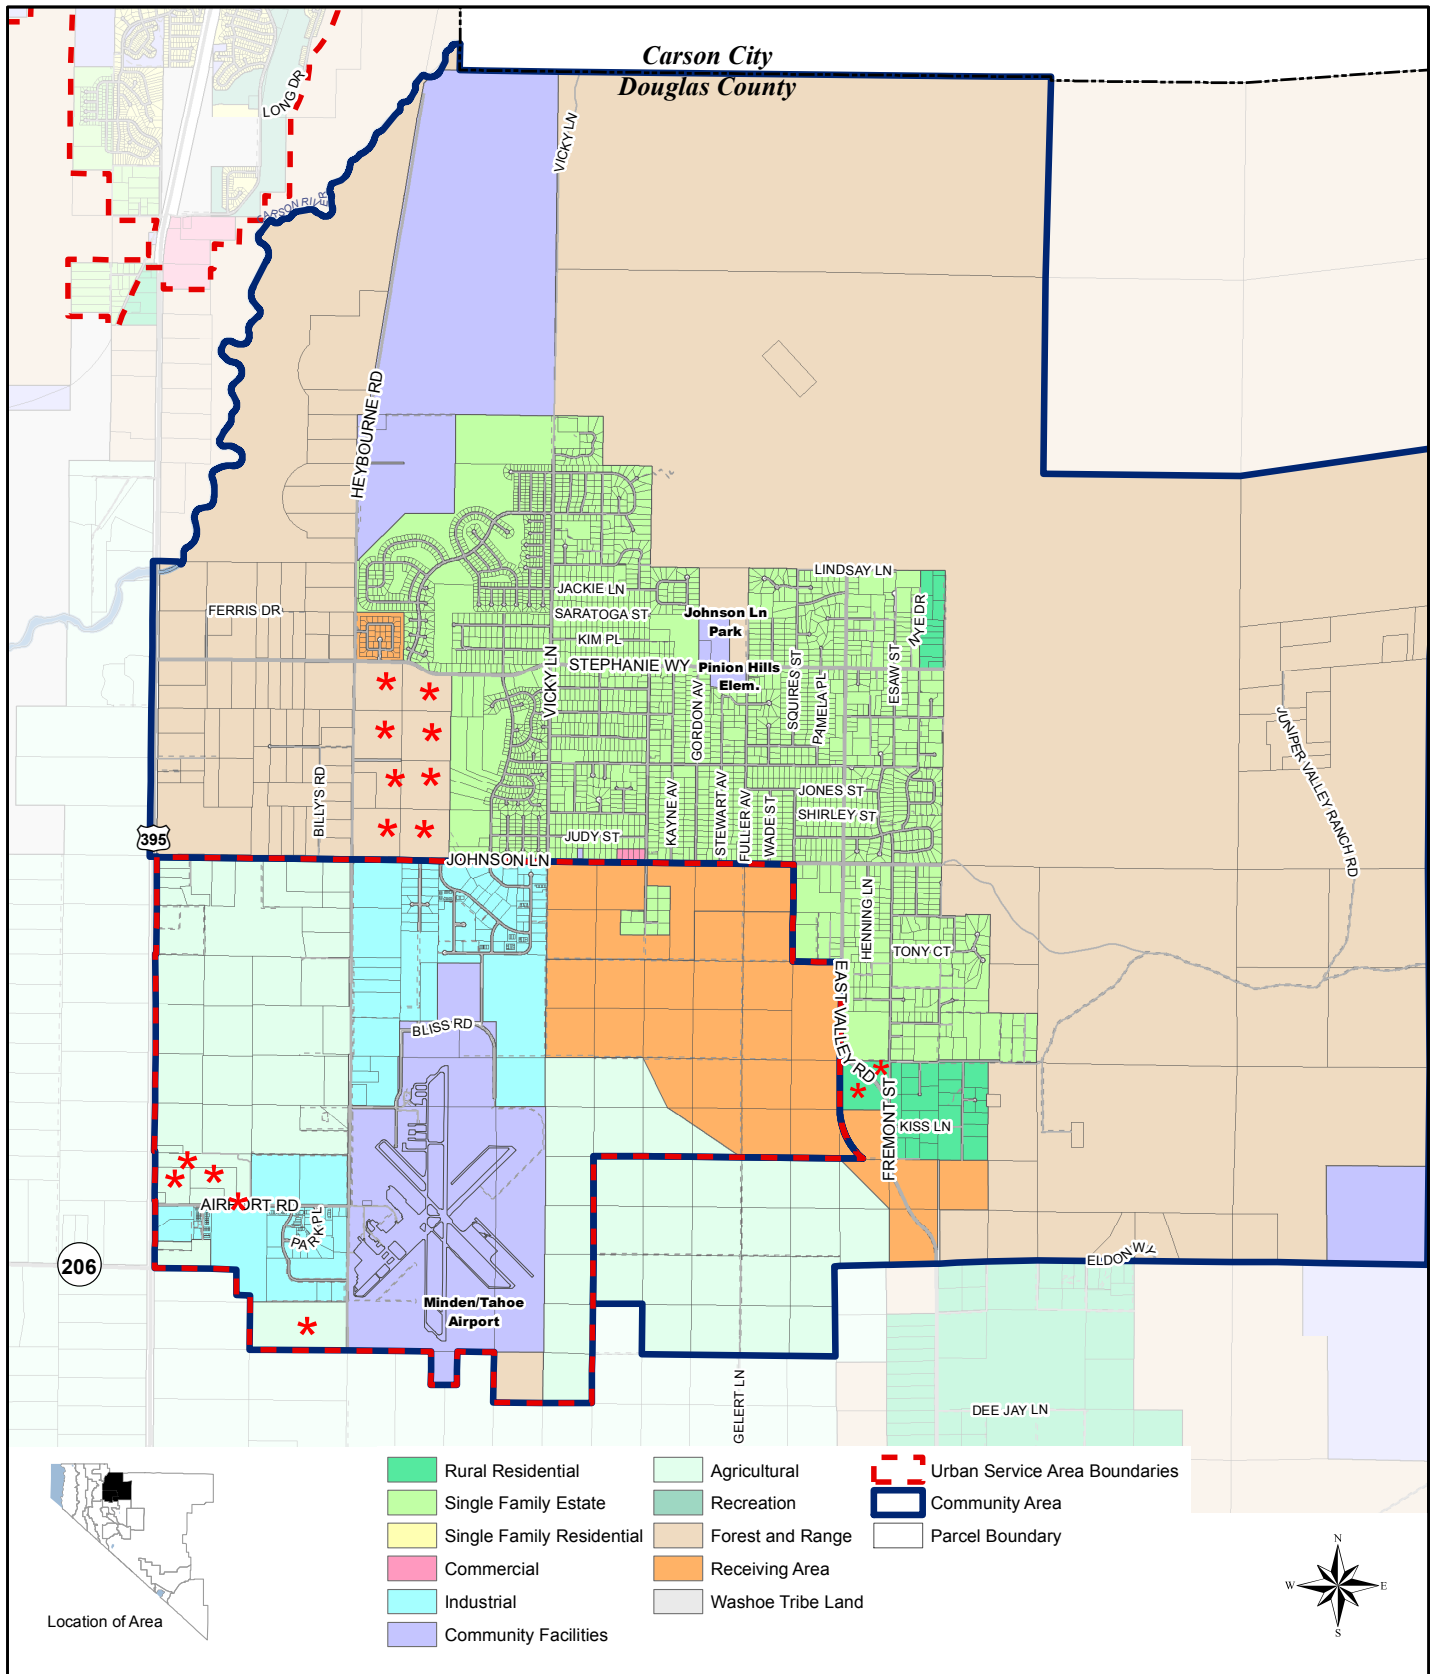 Carson City
Douglas County
LONG DR
CARSON RIVER
VICKY LN
HEYBOURNE RD
LINDSAY LN
JACKIE LN
FERRIS DR
SARATOGA ST
Johnson Ln
Park
NYE DR
KIM PL
STEPHANIE WY
Pinion Hills
Elem.
VICKY LN
GORDON AV
SQUIRES ST
PAMELA PL
ESAW ST
JUNIPER VALLEY RANCH RD
BILLY'S RD
JONES ST
SHIRLEY ST
KAYNE AV
STEWART AV
FULLER AV
WADE ST
JUDY ST
395
JOHNSON LN
HENNING LN
TONY CT
EAST VALLEY RD
BLISS RD
FREMONT ST
KISS LN
AIRPORT RD
PARK PL
206
ELDON WY
Minden/Tahoe
Airport
GELERT LN
DEE JAY LN
Rural Residential
Single Family Estate
Single Family Residential
Commercial
Industrial
Community Facilities
Agricultural
Recreation
Forest and Range
Receiving Area
Washoe Tribe Land
Urban Service Area Boundaries
Community Area
Parcel Boundary
Location of Area
N
W
E
S